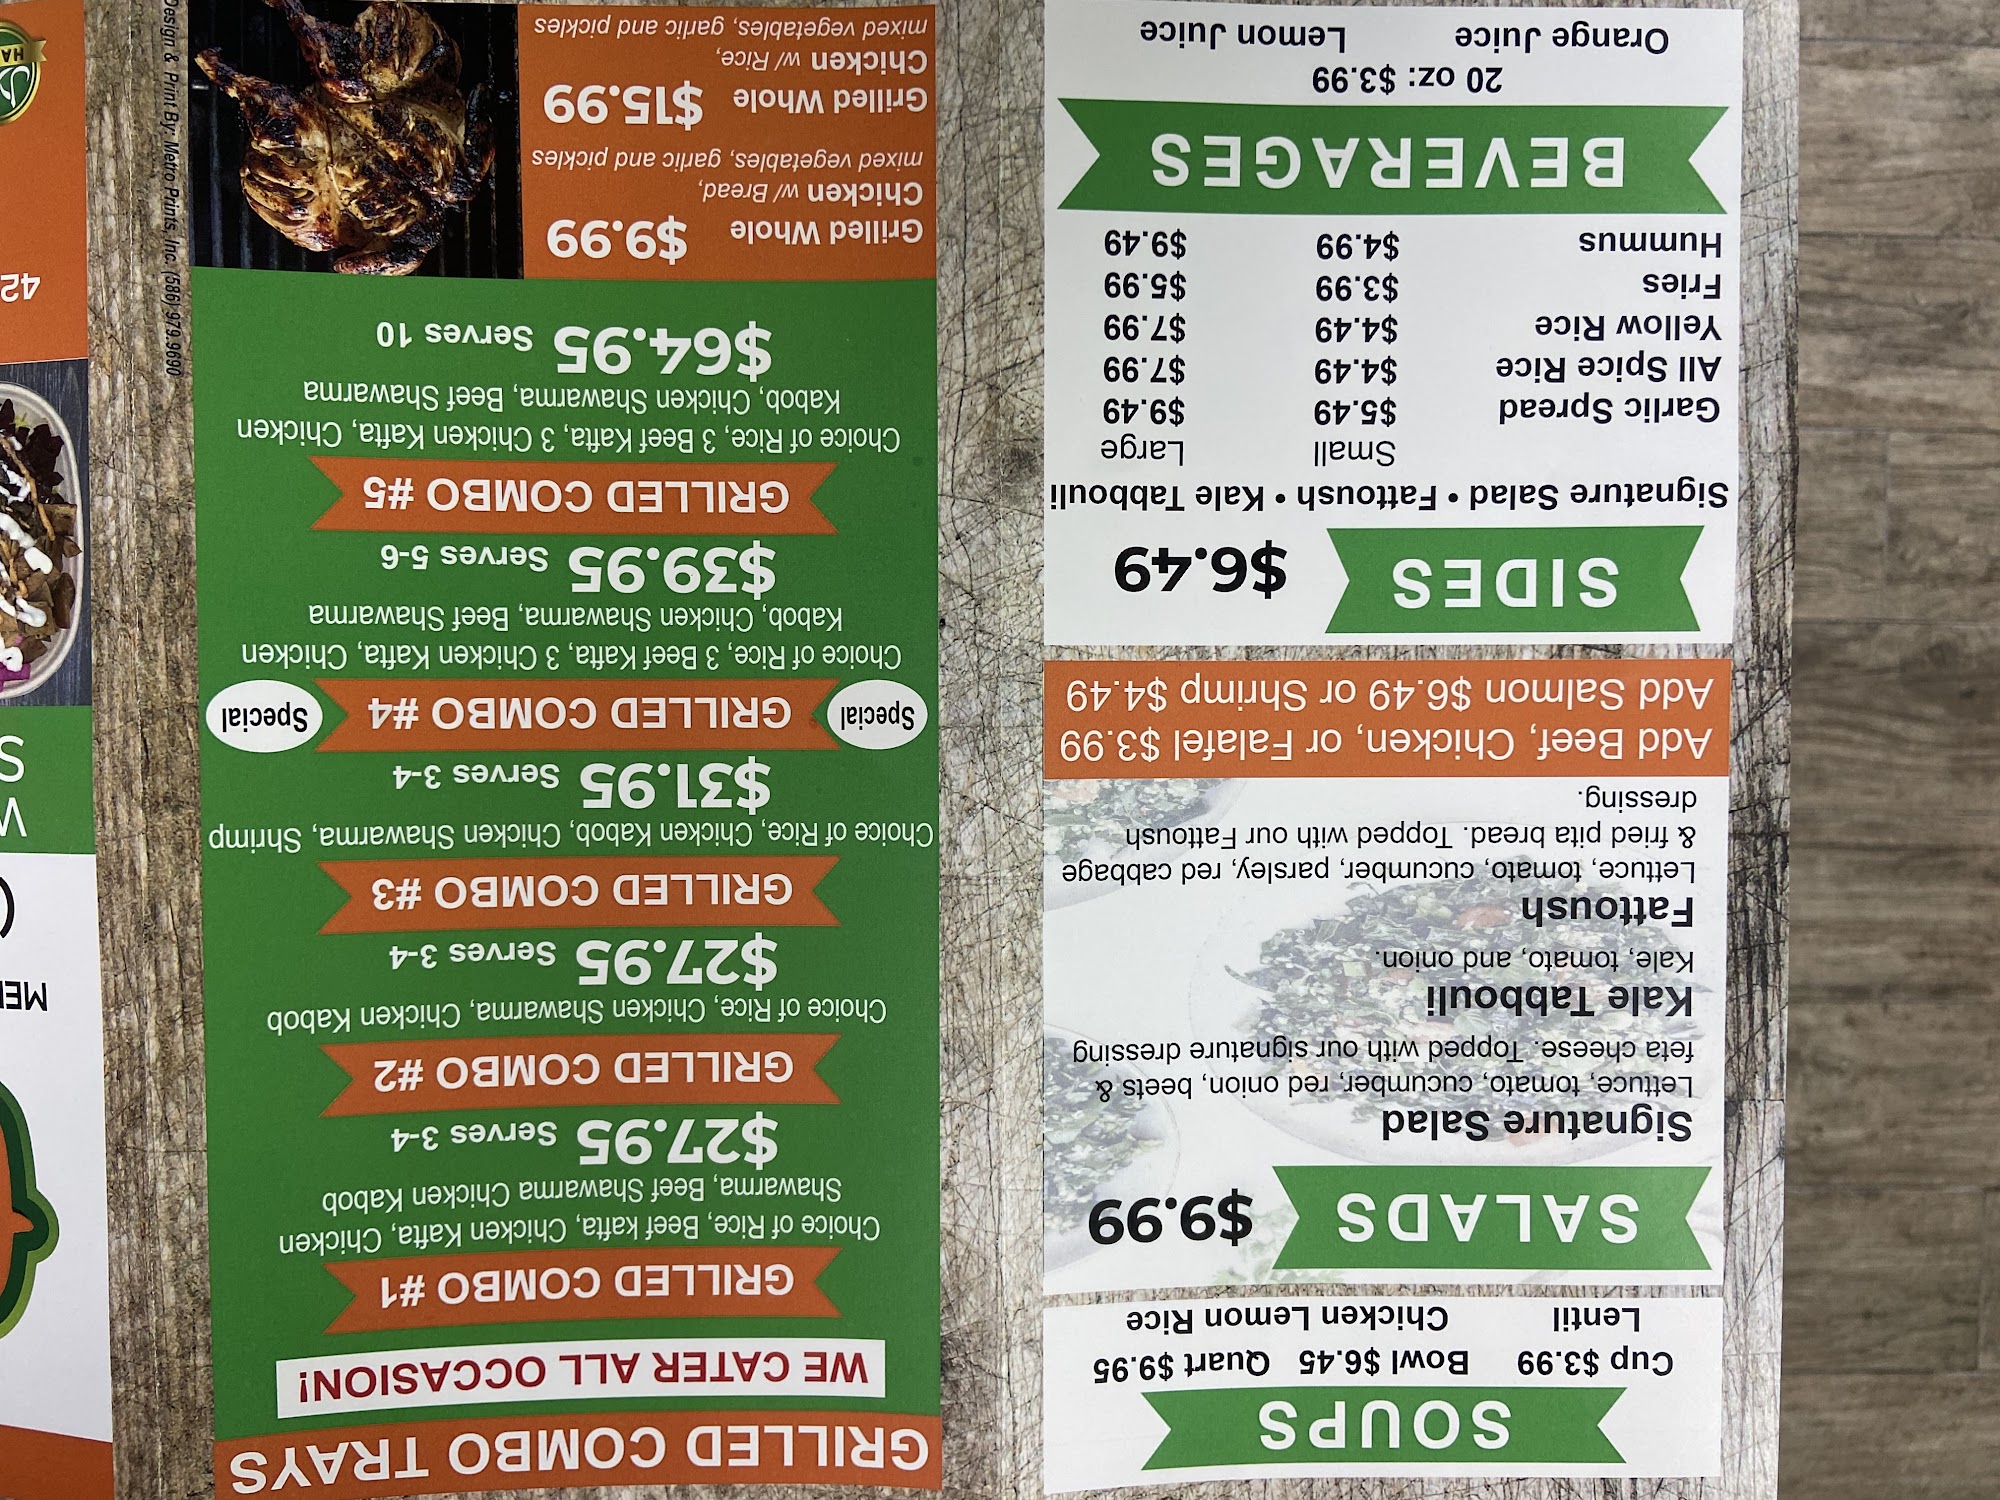 SOUPS
Cup $3.99 Bowl $6.45 Quart $9.95
Lentil Chicken Lemon Rice
SALADS $9.99
Signature Salad
Lettuce, tomato, cucumber, red onion, beets &
feta cheese. Topped with our signature dressing
Kale Tabbouli
Kale, tomato, and onion.
Fattoush
Lettuce, tomato, cucumber, parsley, red cabbage
& fried pita bread. Topped with our Fattoush
dressing.
Add Beef, Chicken, or Falafel $3.99
Add Salmon $6.49 or Shrimp $4.49
SIDES $6.49
Signature Salad • Fattoush • Kale Tabbouli
Small Large
Garlic Spread $5.49 $9.49
All Spice Rice $4.49 $7.99
Yellow Rice $4.49 $7.99
Fries $3.99 $5.99
Hummus $4.99 $9.49
BEVERAGES
20 oz: $3.99
Orange Juice Lemon Juice
GRILLED COMBO TRAYS
WE CATER ALL OCCASION!
GRILLED COMBO #1
Choice of Rice, Beef kafta, Chicken Kafta, Chicken
Shawarma, Beef Shawarma Chicken Kabob
$27.95 Serves 3-4
GRILLED COMBO #2
Choice of Rice, Chicken Shawarma, Chicken Kabob
$27.95 Serves 3-4
GRILLED COMBO #3
Choice of Rice, Chicken Kabob, Chicken Shawarma, Shrimp
$31.95 Serves 3-4
Special GRILLED COMBO #4 Special
Choice of Rice, 3 Beef Kafta, 3 Chicken Kafta, Chicken
Kabob, Chicken Shawarma, Beef Shawarma
$39.95 Serves 5-6
GRILLED COMBO #5
Choice of Rice, 3 Beef Kafta, 3 Chicken Kafta, Chicken
Kabob, Chicken Shawarma, Beef Shawarma
$64.95 Serves 10
Grilled Whole $9.99
Chicken w/ Bread,
mixed vegetables, garlic and pickles
Grilled Whole $15.99
Chicken w/ Rice,
mixed vegetables, garlic and pickles
Design & Print By: Metro Prints, Inc. (586) 979.9690
MEN
W
S
42
HA